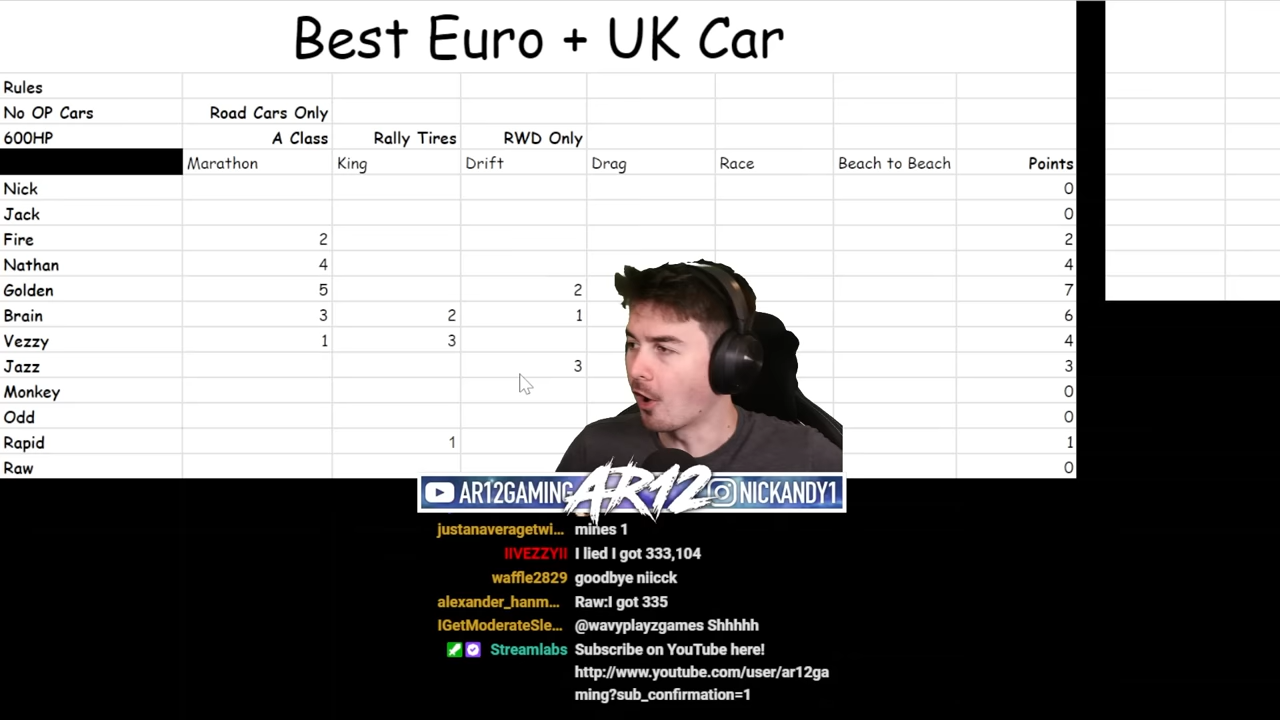 Best Euro + UK Car
Rules
No OP Cars Road Cars Only
600HP A Class Rally Tires RWD Only
Marathon King Drift Drag Race Beach to Beach Points
Nick 0
Jack 0
Fire 2 2
Nathan 4 4
Golden 5 2 7
Brain 3 2 1 6
Vezzy 1 3 4
Jazz 3 3
Monkey 0
Odd 0
Rapid 1 1
Raw 0
AR12GAMING AR12 NICKANDY1
justanaveragetwi... mines 1
IIVEZZYII I lied I got 333,104
waffle2829 goodbye niicck
alexander_hanm... Raw:I got 335
IGetModerateSle... @wavyplayzgames Shhhhh
Streamlabs Subscribe on YouTube here!
http://www.youtube.com/user/ar12ga
ming?sub_confirmation=1